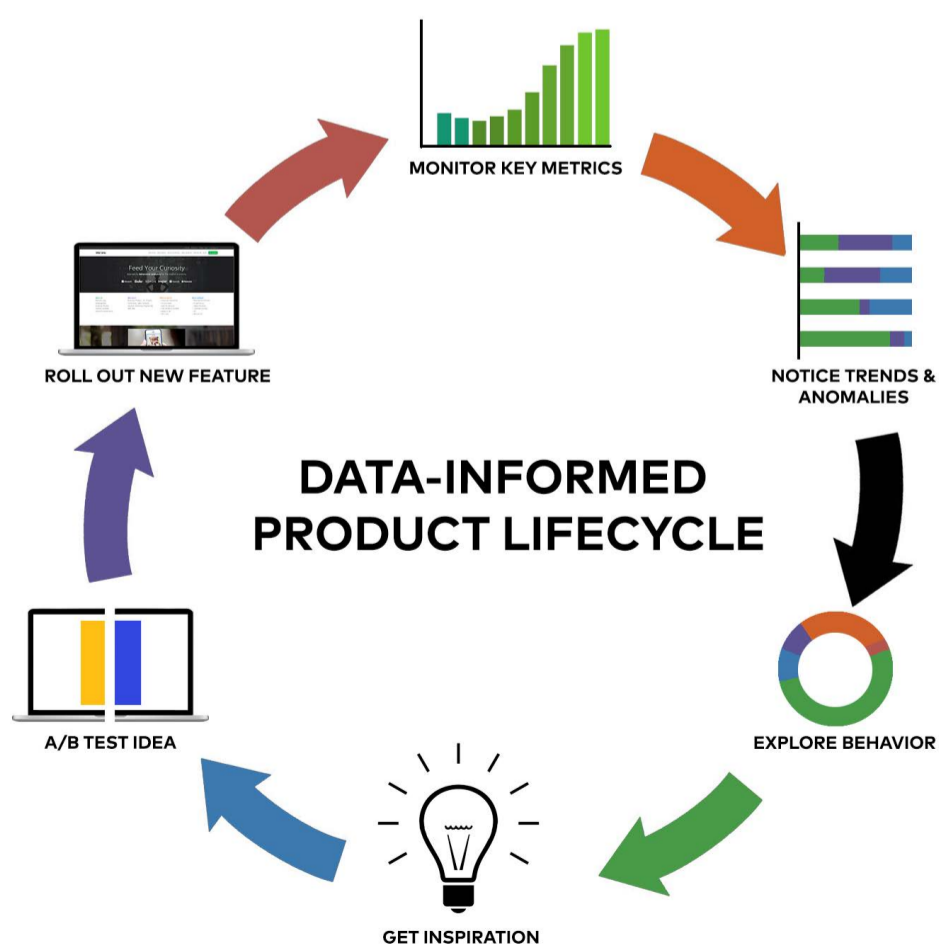 MONITOR KEY METRICS
NOTICE TRENDS &
ANOMALIES
EXPLORE BEHAVIOR
GET INSPIRATION
A/B TEST IDEA
ROLL OUT NEW FEATURE
Feed Your Curiosity
DATA-INFORMED
PRODUCT LIFECYCLE